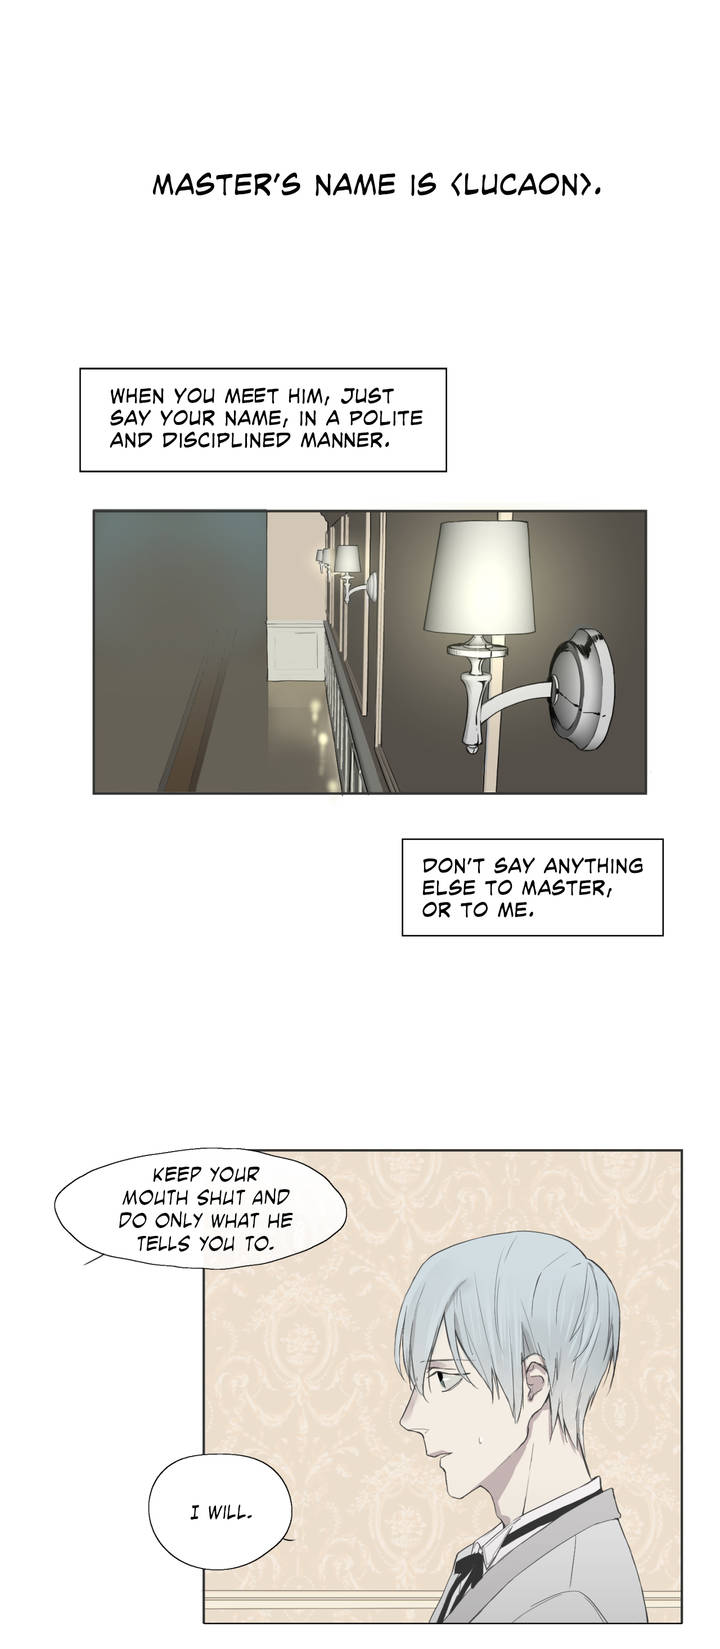 MASTER'S NAME IS <LUCAON>.
WHEN YOU MEET HIM, JUST
SAY YOUR NAME, IN A POLITE
AND DISCIPLINED MANNER.
DON'T SAY ANYTHING
ELSE TO MASTER,
OR TO ME.
KEEP YOUR
MOUTH SHUT AND
DO ONLY WHAT HE
TELLS YOU TO.
I WILL.